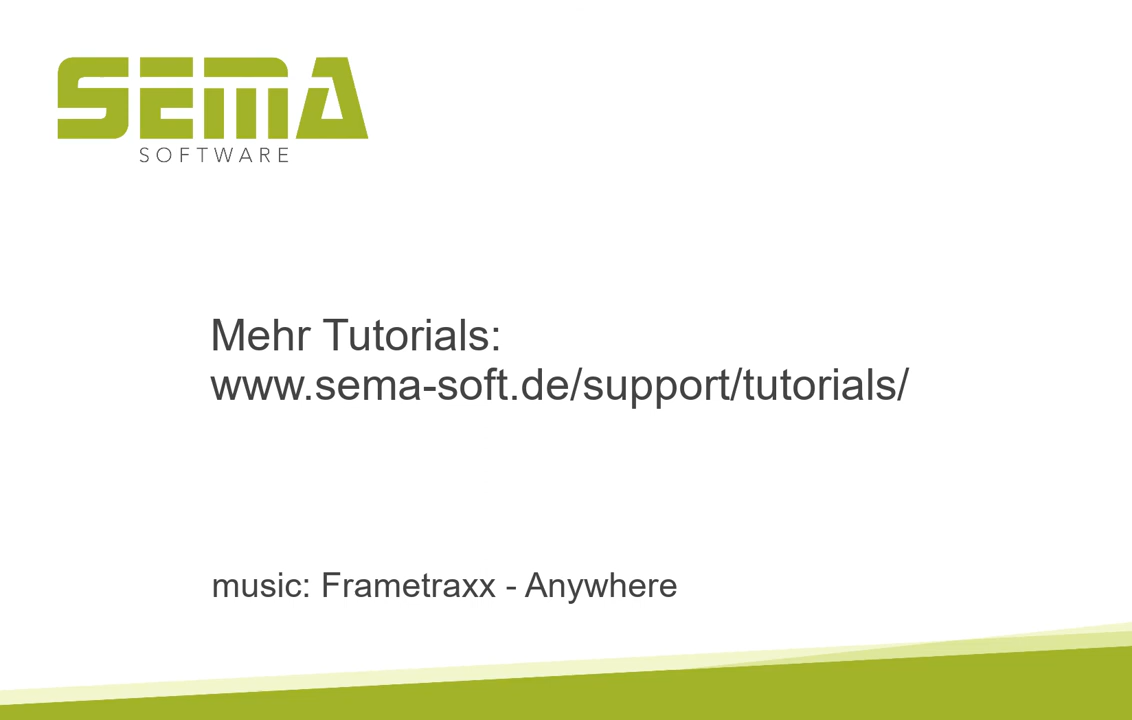 SEMA
SOFTWARE
Mehr Tutorials:
www.sema-soft.de/support/tutorials/
music: Frametraxx - Anywhere